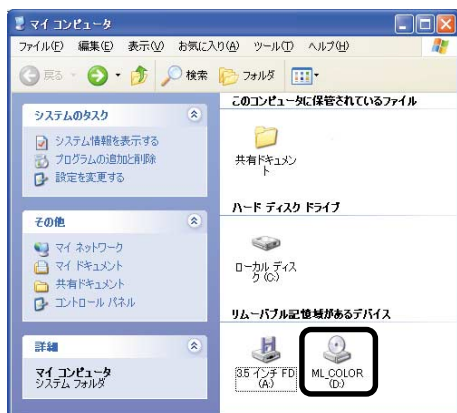 マイ コンピュータ
ファイル(F) 編集(E) 表示(V) お気に入り(A) ツール(T) ヘルプ(H)
戻る 検索 フォルダ
システムのタスク
システム情報を表示する
プログラムの追加と削除
設定を変更する
その他
マイ ネットワーク
マイ ドキュメント
共有ドキュメント
コントロール パネル
詳細
マイ コンピュータ
システム フォルダ
このコンピュータに保管されているファイル
共有ドキュメン
ト
ハード ディスク ドライブ
ローカル ディス
ク (C:)
リムーバブル記憶域があるデバイス
3.5 インチ FD
(A:)
ML_COLOR
(D:)